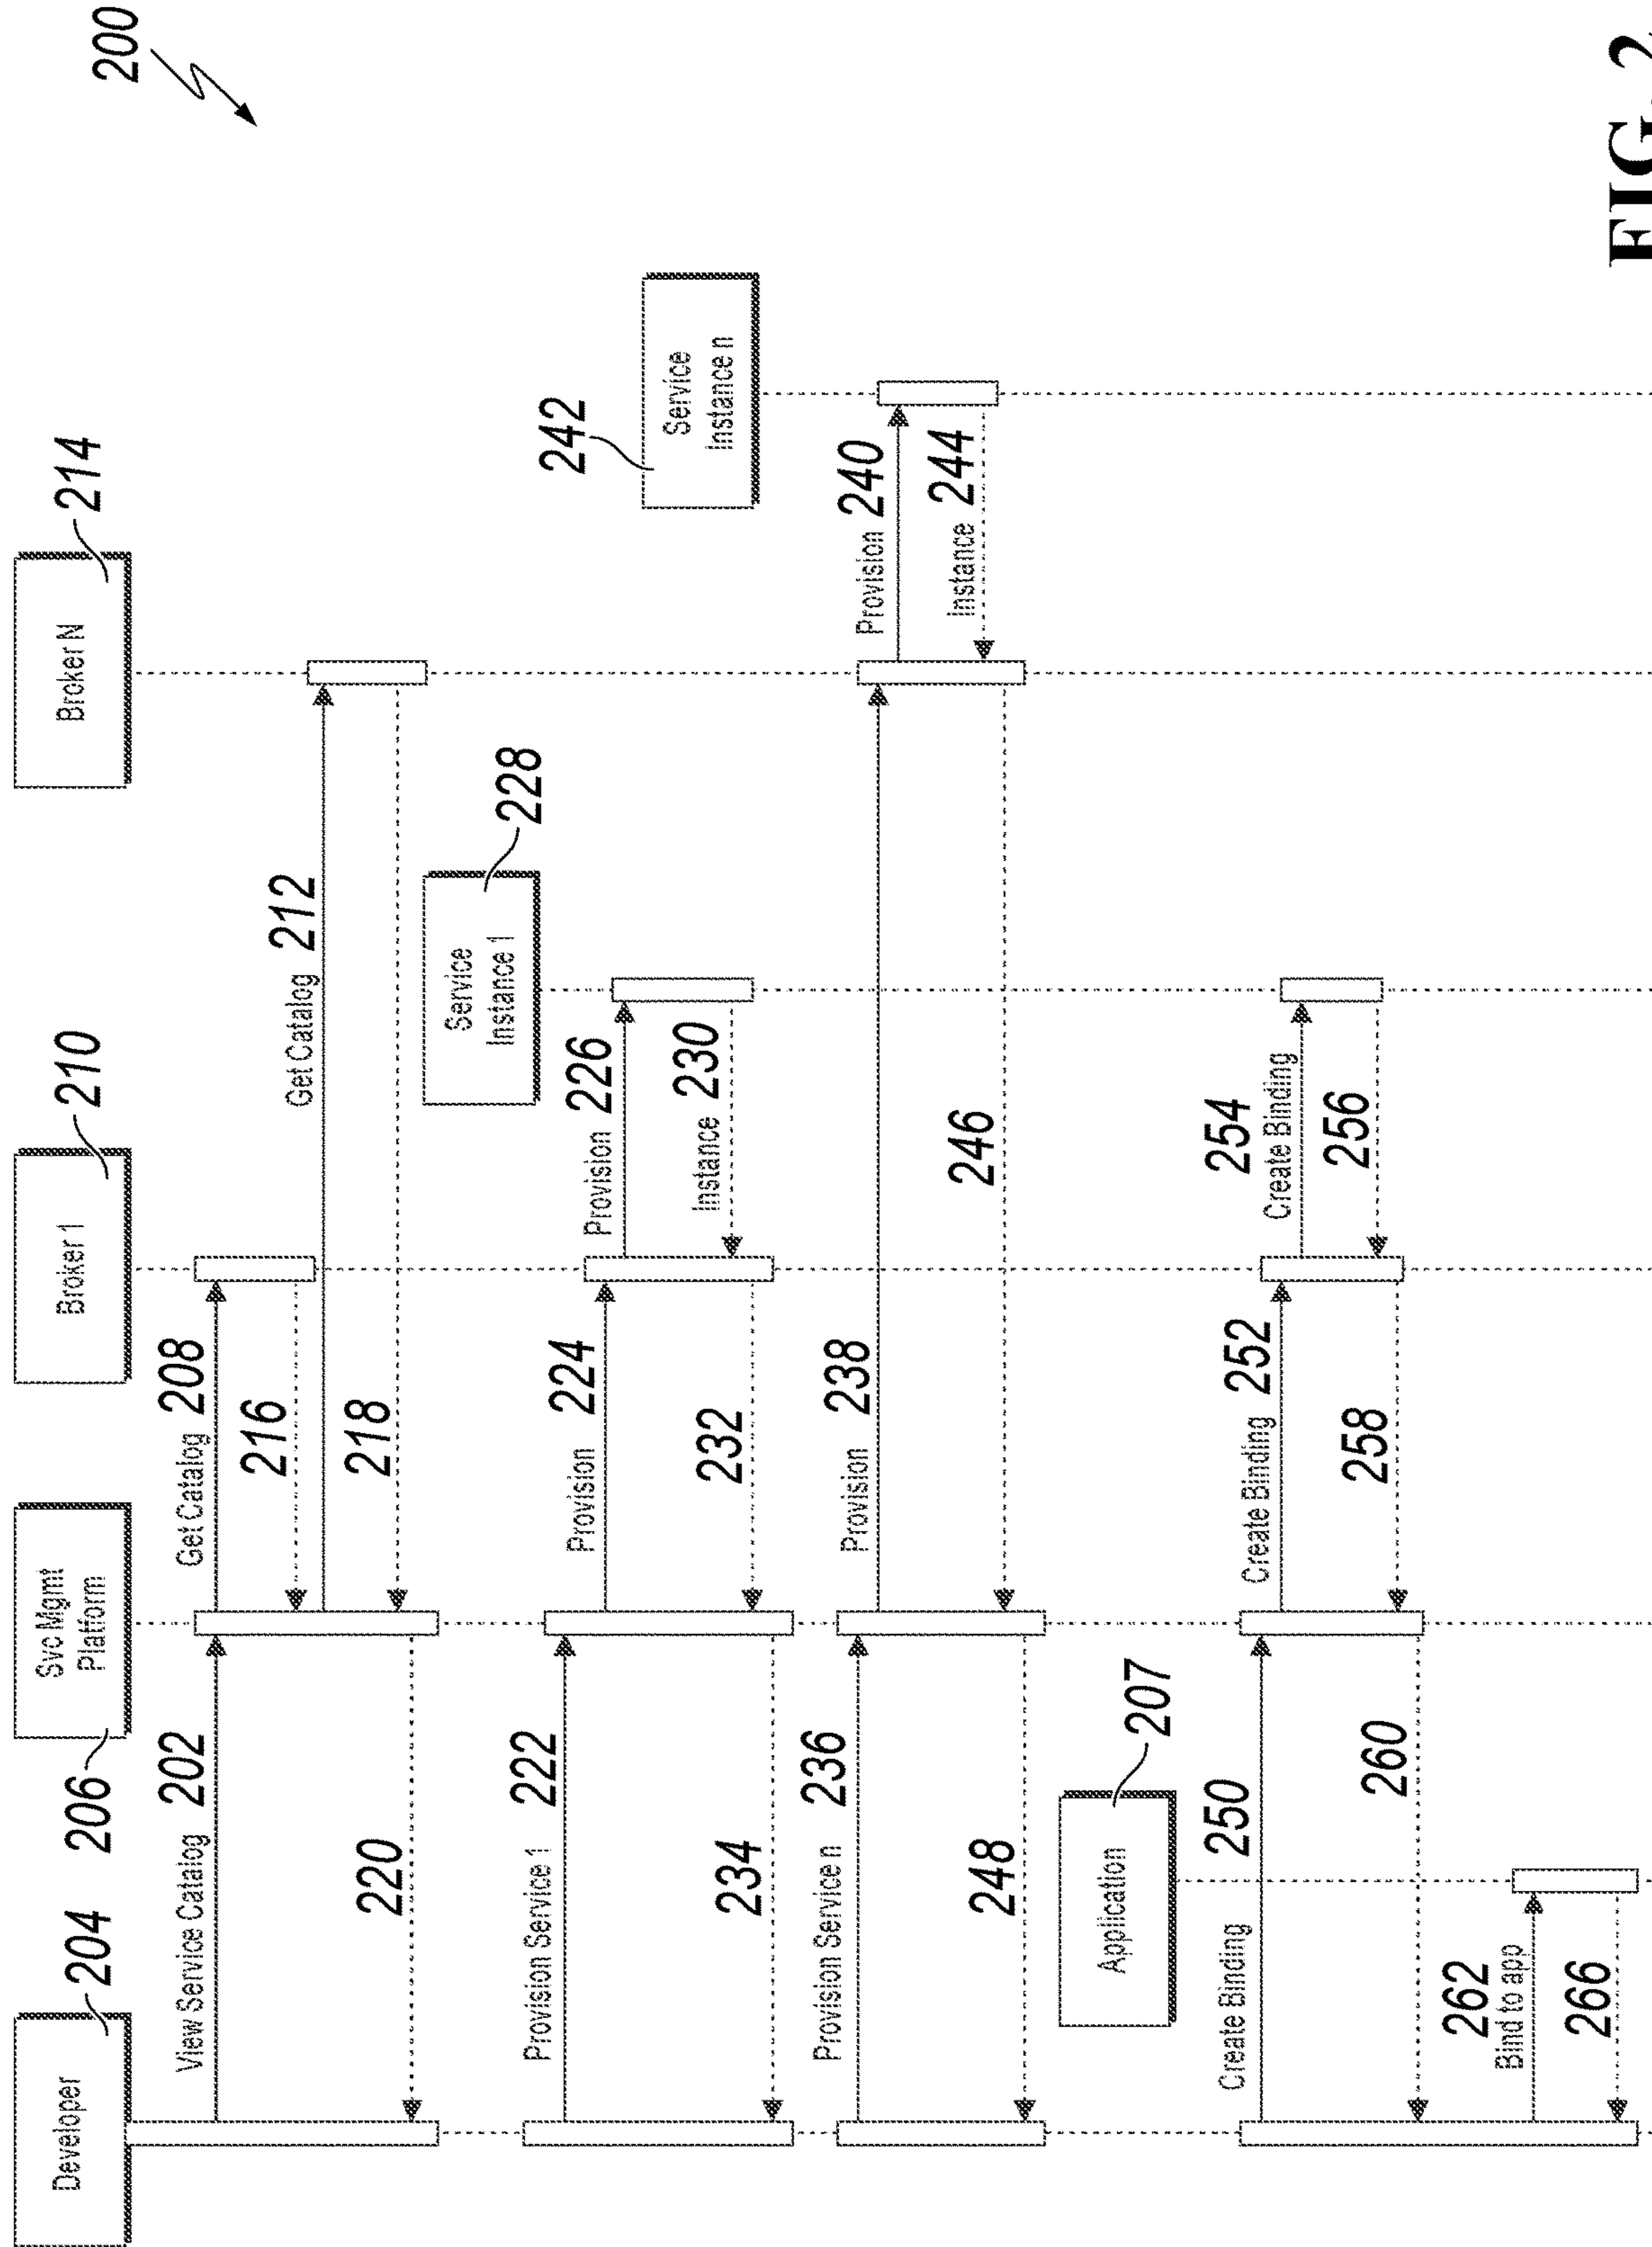 200
Developer
204
206
Svc Mgmt
Platform
Broker 1
210
Broker N
214
View Service Catalog 202
Get Catalog 208
216
Get Catalog 212
218
220
Service
Instance 1
228
Provision Service 1 222
Provision 224
Provision 226
Instance 230
232
234
242
Service
Instance n
Provision Service n 236
Provision 238
Provision 240
Instance 244
246
248
Application
207
Create Binding 250
Create Binding 252
254
Create Binding
256
258
260
262
Bind to app
266
FIG. 2